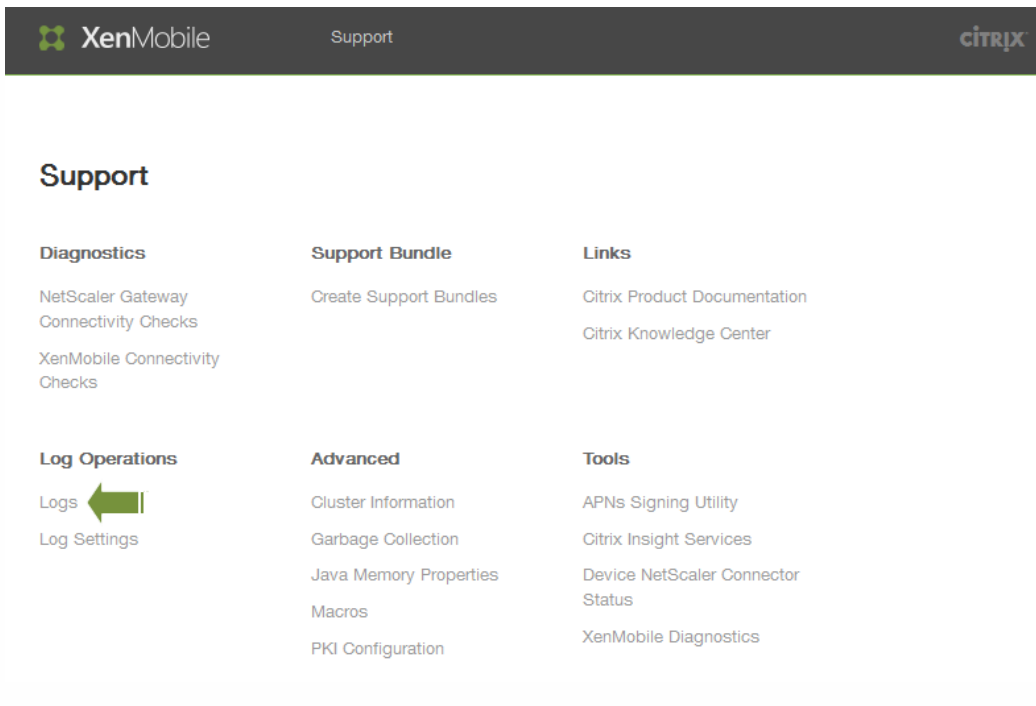 XenMobile
Support
CİTRIX
Support
Diagnostics
NetScaler Gateway
Connectivity Checks
XenMobile Connectivity
Checks
Support Bundle
Create Support Bundles
Links
Citrix Product Documentation
Citrix Knowledge Center
Log Operations
Logs
Log Settings
Advanced
Cluster Information
Garbage Collection
Java Memory Properties
Macros
PKI Configuration
Tools
APNs Signing Utility
Citrix Insight Services
Device NetScaler Connector
Status
XenMobile Diagnostics